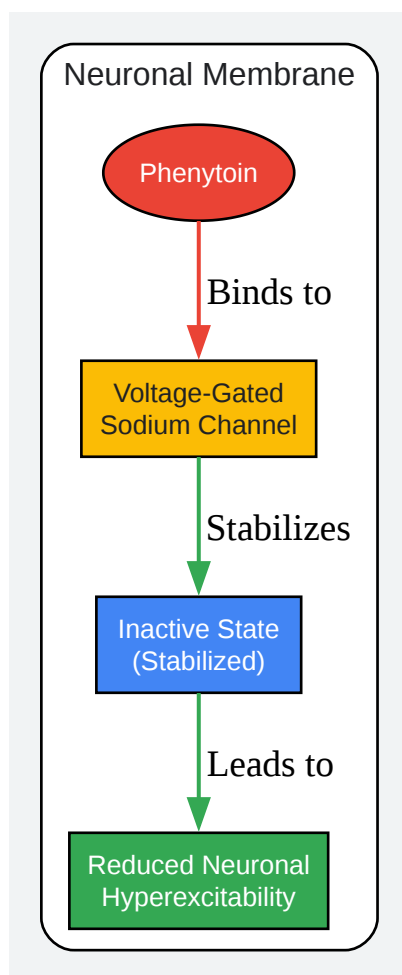 Neuronal Membrane
Phenytoin
Binds to
Voltage-Gated
Sodium Channel
Stabilizes
Inactive State
(Stabilized)
Leads to
Reduced Neuronal
Hyperexcitability